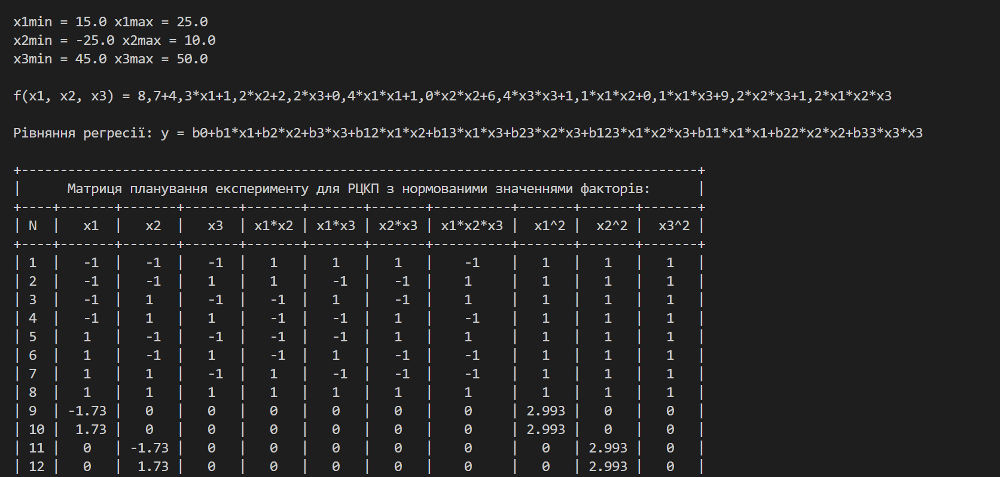 x1min = 15.0 x1max = 25.0
x2min = -25.0 x2max = 10.0
x3min = 45.0 x3max = 50.0

f(x1, x2, x3) = 8,7+4,3*x1+1,2*x2+2,2*x3+0,4*x1*x1+1,0*x2*x2+6,4*x3*x3+1,1*x1*x2+0,1*x1*x3+9,2*x2*x3+1,2*x1*x2*x3

Рівняння регресії: y = b0+b1*x1+b2*x2+b3*x3+b12*x1*x2+b13*x1*x3+b23*x2*x3+b123*x1*x2*x3+b11*x1*x1+b22*x2*x2+b33*x3*x3

+---------------------------------------------------------------------------------------+
|      Матриця планування експерименту для РЦКП з нормованими значеннями факторів:      |
+----+-------+-------+-------+-------+-------+-------+----------+-------+-------+-------+
| N  |   x1  |   x2  |   x3  | x1*x2 | x1*x3 | x2*x3 | x1*x2*x3 |  x1^2 |  x2^2 |  x3^2 |
+----+-------+-------+-------+-------+-------+-------+----------+-------+-------+-------+
| 1  |   -1  |   -1  |   -1  |   1   |   1   |   1   |    -1    |   1   |   1   |   1   |
| 2  |   -1  |   -1  |   1   |   1   |   -1  |   -1  |    1     |   1   |   1   |   1   |
| 3  |   -1  |   1   |   -1  |   -1  |   1   |   -1  |    1     |   1   |   1   |   1   |
| 4  |   -1  |   1   |   1   |   -1  |   -1  |   1   |    -1    |   1   |   1   |   1   |
| 5  |   1   |   -1  |   -1  |   -1  |   -1  |   1   |    1     |   1   |   1   |   1   |
| 6  |   1   |   -1  |   1   |   -1  |   1   |   -1  |    -1    |   1   |   1   |   1   |
| 7  |   1   |   1   |   -1  |   1   |   -1  |   -1  |    -1    |   1   |   1   |   1   |
| 8  |   1   |   1   |   1   |   1   |   1   |   1   |    1     |   1   |   1   |   1   |
| 9  | -1.73 |   0   |   0   |   0   |   0   |   0   |    0     | 2.993 |   0   |   0   |
| 10 |  1.73 |   0   |   0   |   0   |   0   |   0   |    0     | 2.993 |   0   |   0   |
| 11 |   0   | -1.73 |   0   |   0   |   0   |   0   |    0     |   0   | 2.993 |   0   |
| 12 |   0   |  1.73 |   0   |   0   |   0   |   0   |    0     |   0   | 2.993 |   0   |